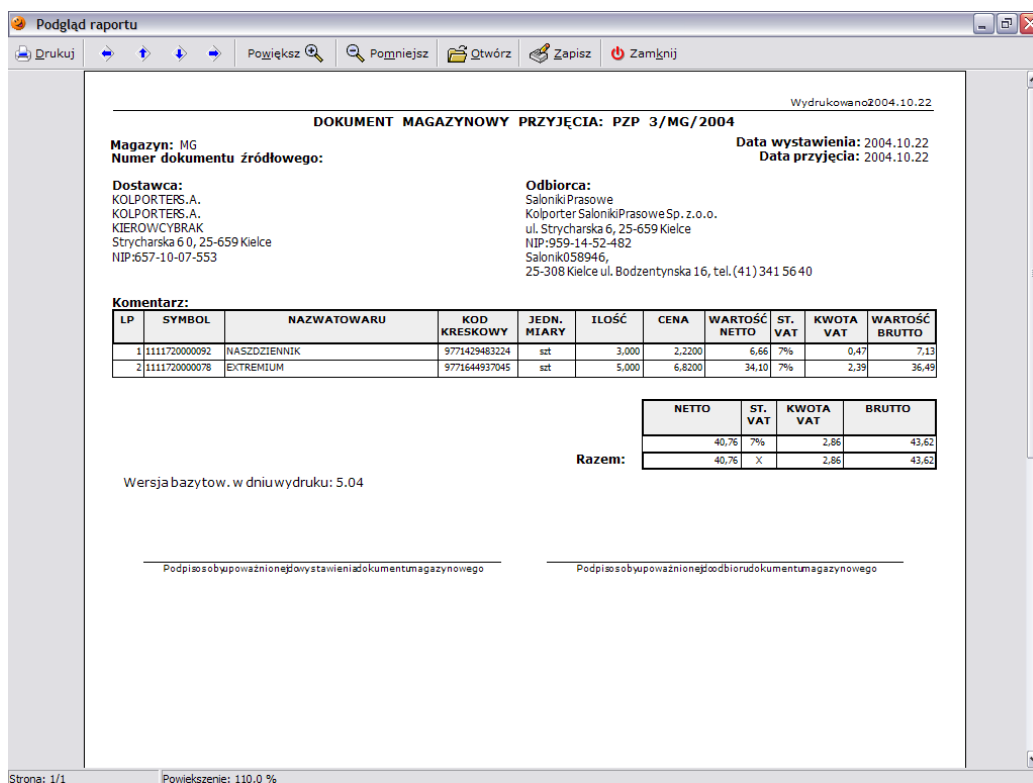 Podgląd raportu
Drukuj Powiększ Pomniejsz Otwórz Zapisz Zamknij
Wydrukowano2004.10.22
DOKUMENT MAGAZYNOWY PRZYJĘCIA: PZP 3/MG/2004
Magazyn: MG Data wystawienia: 2004.10.22
Numer dokumentu źródłowego: Data przyjęcia: 2004.10.22
Dostawca:
KOLPORTERS.A.
KOLPORTERS.A.
KIEROWCYBRAK
Strycharska 6 0, 25-659 Kielce
NIP:657-10-07-553
Odbiorca:
Saloniki Prasowe
Kolporter SalonikiPrasowe Sp. z.o.o.
ul. Strycharska 6, 25-659 Kielce
NIP:959-14-52-482
Salonik058946,
25-308 Kielce ul. Bodzentynska 16, tel. (41) 341 56 40
Komentarz:
LP SYMBOL NAZWATOWARU KOD KRESKOWY JEDN. MIARY ILOŚĆ CENA WARTOŚĆ NETTO ST. VAT KWOTA VAT WARTOŚĆ BRUTTO
1 1111720000092 NASZDZIENNIK 9771429483224 szt 3,000 2,2200 6,66 7% 0,47 7,13
2 1111720000078 EXTREMIUM 9771644937045 szt 5,000 6,8200 34,10 7% 2,39 36,49
NETTO ST. VAT KWOTA VAT BRUTTO
40,76 7% 2,86 43,62
Razem: 40,76 X 2,86 43,62
Wersja bazytow. w dniu wydruku: 5.04
Podpisosobyupoważnionejdowystawieniadokumentumagazynowego
Podpisosobyupoważnionejdoodbiorudokumentumagazynowego
Strona: 1/1 Powiekszenie: 110.0 %